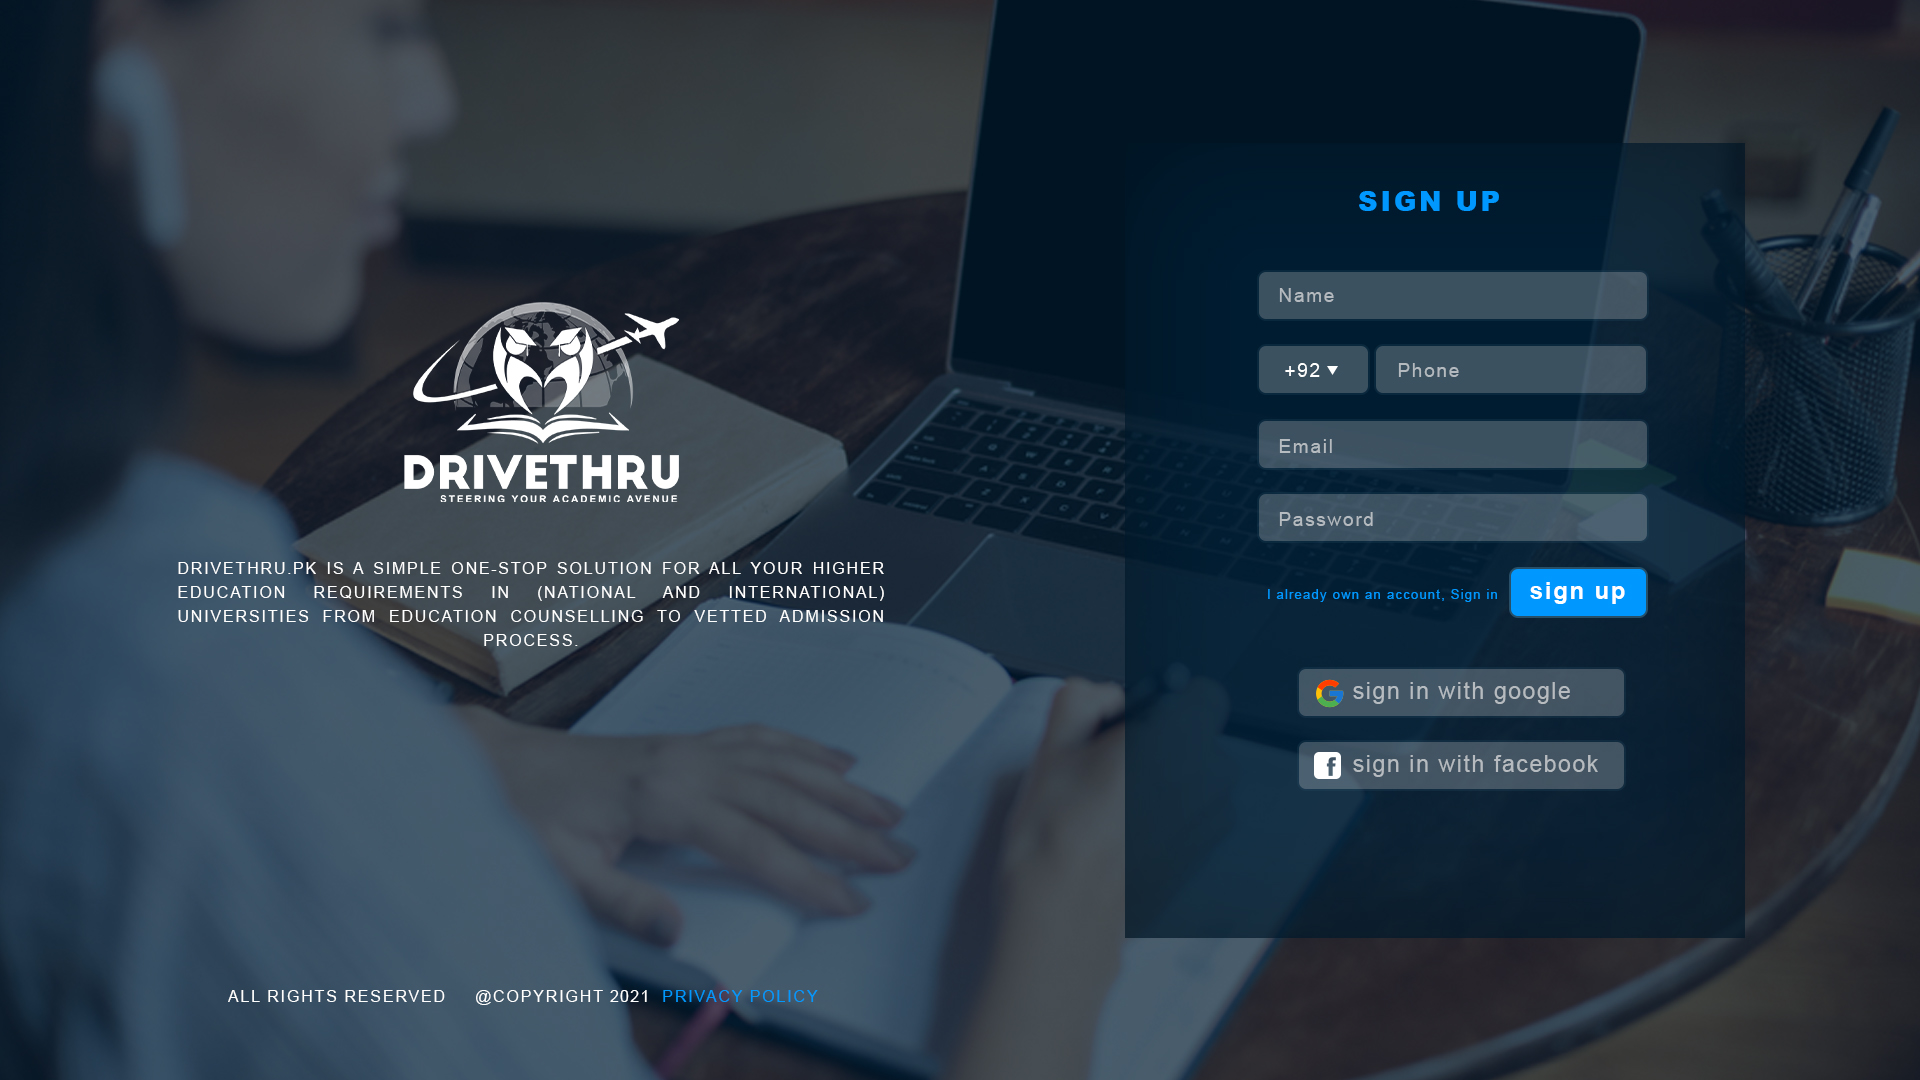 SIGN UP
Name
+92
Phone
Email
Password
I already own an account, Sign in
sign up
sign in with google
sign in with facebook
DRIVETHRU
STEERING YOUR ACADEMIC AVENUE
DRIVETHRU.PK IS A SIMPLE ONE-STOP SOLUTION FOR ALL YOUR HIGHER
EDUCATION REQUIREMENTS IN (NATIONAL AND INTERNATIONAL)
UNIVERSITIES FROM EDUCATION COUNSELLING TO VETTED ADMISSION
PROCESS.
ALL RIGHTS RESERVED @COPYRIGHT 2021 PRIVACY POLICY